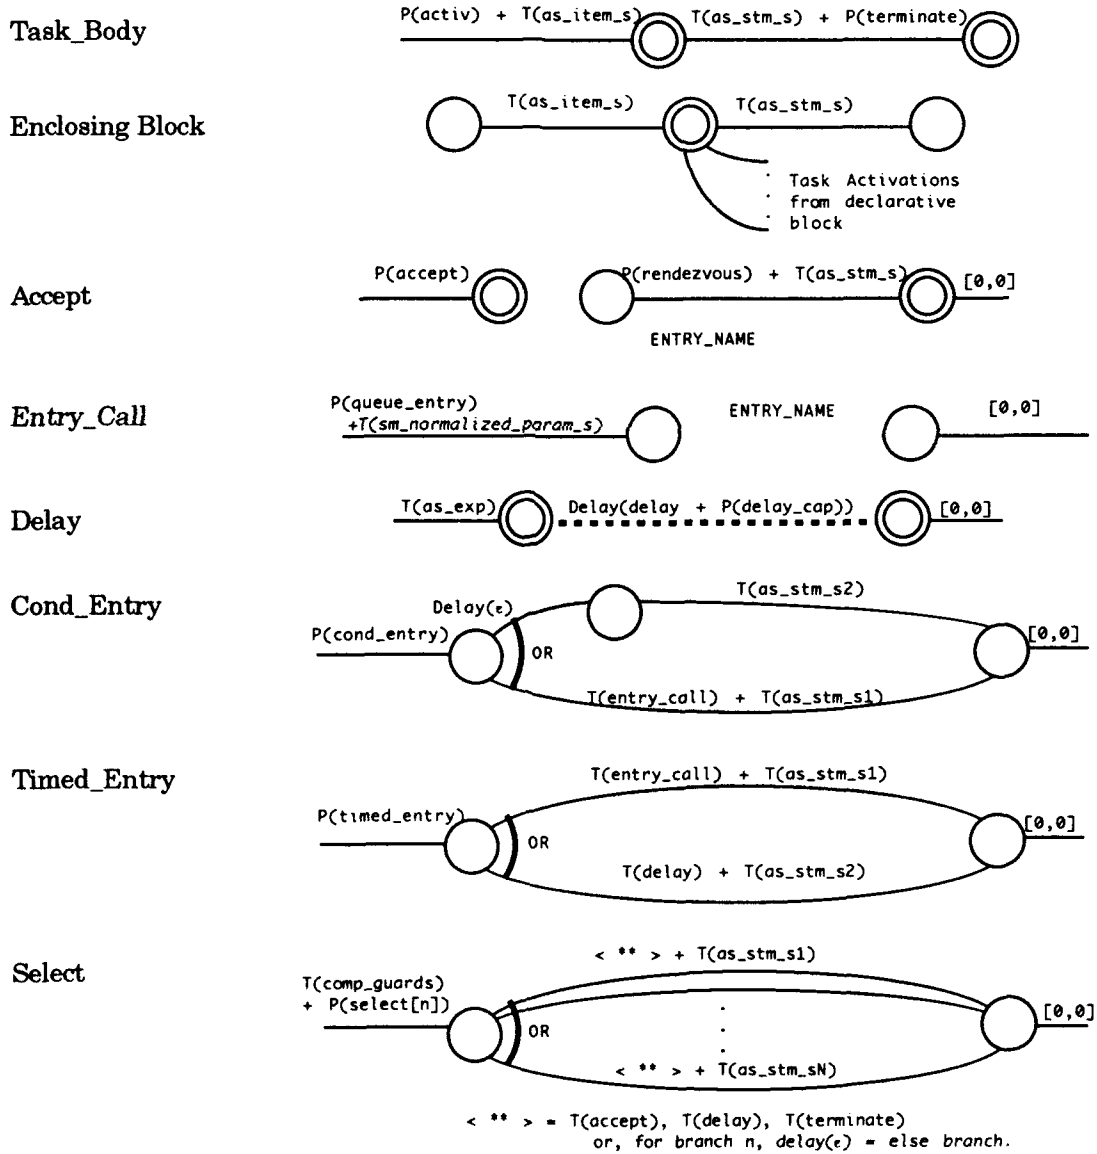 Task_Body
P(activ) + T(as_item_s)
T(as_stm_s) + P(terminate)
Enclosing Block
T(as_item_s)
T(as_stm_s)
Task Activations
from declarative
block
Accept
P(accept)
P(rendezvous) + T(as_stm_s)
[0,0]
ENTRY_NAME
Entry_Call
P(queue_entry)
+T(sm_normalized_param_s)
ENTRY_NAME
[0,0]
Delay
T(as_exp)
Delay(delay + P(delay_cap))
[0,0]
Cond_Entry
P(cond_entry)
Delay(ε)
OR
T(as_stm_s2)
T(entry_call) + T(as_stm_s1)
[0,0]
Timed_Entry
P(timed_entry)
T(entry_call) + T(as_stm_s1)
OR
T(delay) + T(as_stm_s2)
[0,0]
Select
T(comp_guards)
+ P(select[n])
< ** > + T(as_stm_s1)
OR
< ** > + T(as_stm_sN)
[0,0]
< ** > = T(accept), T(delay), T(terminate)
or, for branch n, delay(ε) = else branch.